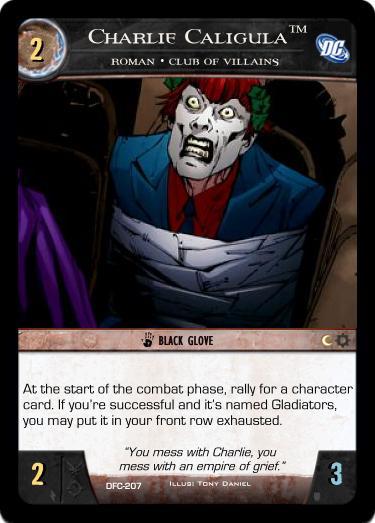 2
CHARLIE CALIGULA™
DC
ROMAN • CLUB OF VILLAINS
BLACK GLOVE
At the start of the combat phase, rally for a character
card. If you're successful and it's named Gladiators,
you may put it in your front row exhausted.
"You mess with Charlie, you
mess with an empire of grief."
2
DFC-207
ILLUS: TONY DANIEL
3